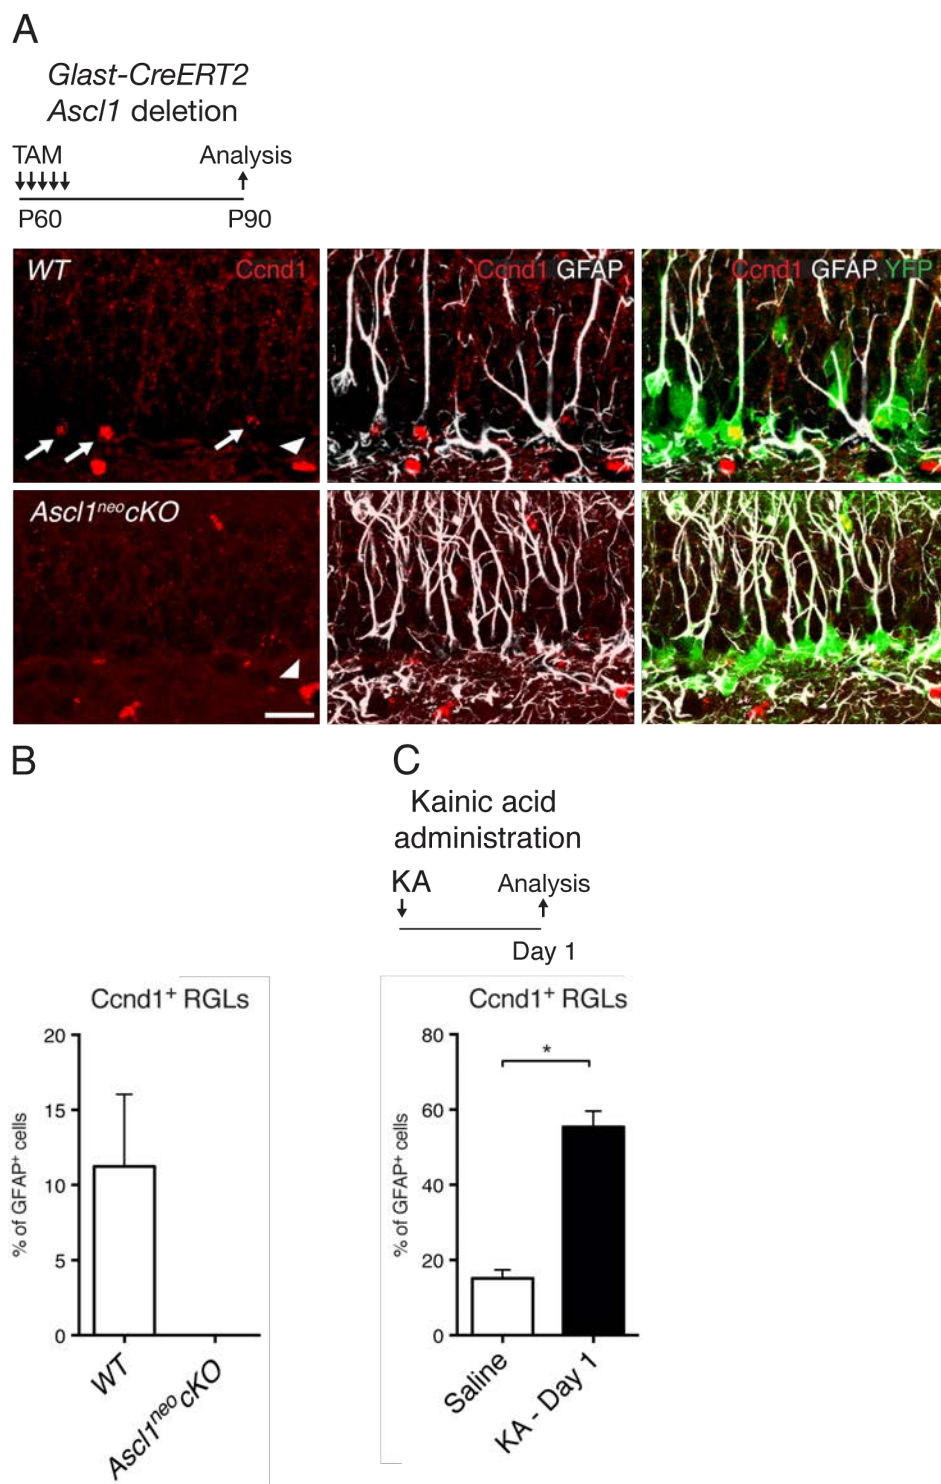 A
Glast-CreERT2
Ascl1 deletion
TAM Analysis
P60 P90
WT Ccnd1
Ccnd1 GFAP
Ccnd1 GFAP YFP
Ascl1neocKO
B
C
Kainic acid
administration
KA Analysis
Day 1
Ccnd1+ RGLs
20
15
10
5
0
% of GFAP+ cells
WT
Ascl1neocKO
Ccnd1+ RGLs
80
60
40
20
0
% of GFAP+ cells
*
Saline
KA - Day 1